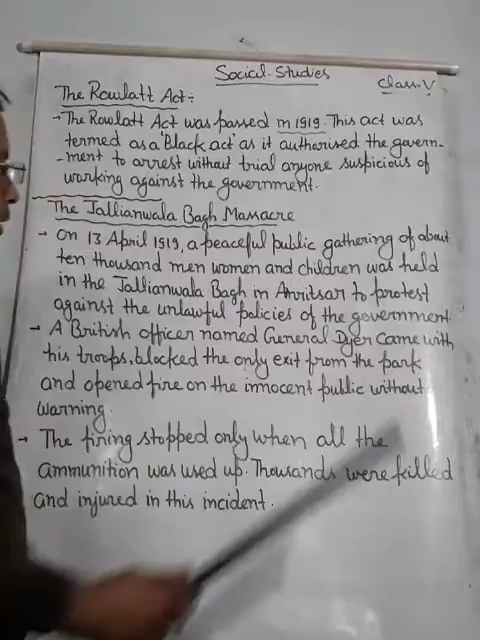 Social Studies
Class-V
The Rowlatt Act:-
→ The Rowlatt Act was passed in 1919. This act was
termed as a 'Black act' as it authorised the govern-
-ment to arrest without trial anyone suspicious of
working against the government.
The Jallianwala Bagh Massacre
→ On 13 April 1919, a peaceful public gathering of about
ten thousand men women and children was held
in the Jallianwala Bagh in Amritsar to protest
against the unlawful policies of the government
→ A British officer named General Dyer came with
his troops, blocked the only exit from the park
and opened fire on the innocent public without
warning.
→ The firing stopped only when all the
ammunition was used up. Thousands were killed
and injured in this incident.